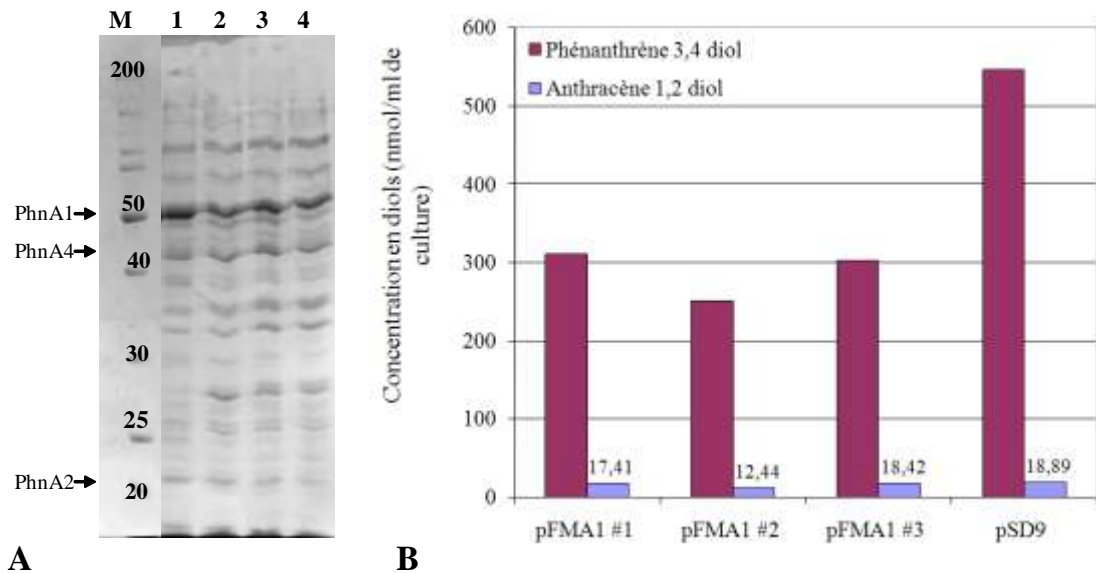 M 1 2 3 4
200
PhnA1
50
PhnA4
40
30
25
PhnA2
20
A
Concentration en diols (nmol/ml de
culture)
600
500
400
300
200
100
0
Phénanthrène 3,4 diol
Anthracène 1,2 diol
17,41
12,44
18,42
18,89
pFMA1 #1 pFMA1 #2 pFMA1 #3 pSD9
B